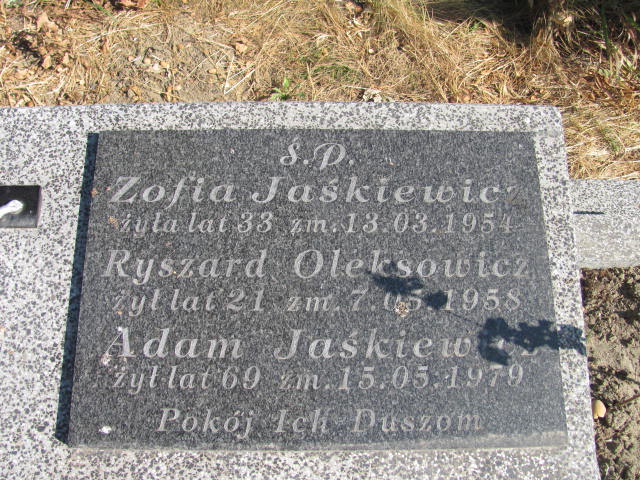 ś.p.
Zofia Jaśkiewicz
żyła lat 33 zm. 13.03.1954
Ryszard Oleksowicz
żył lat 21 zm. 7.05.1958
Adam Jaśkiewicz
żył lat 69 zm. 15.05.1979
Pokój Ich Duszom